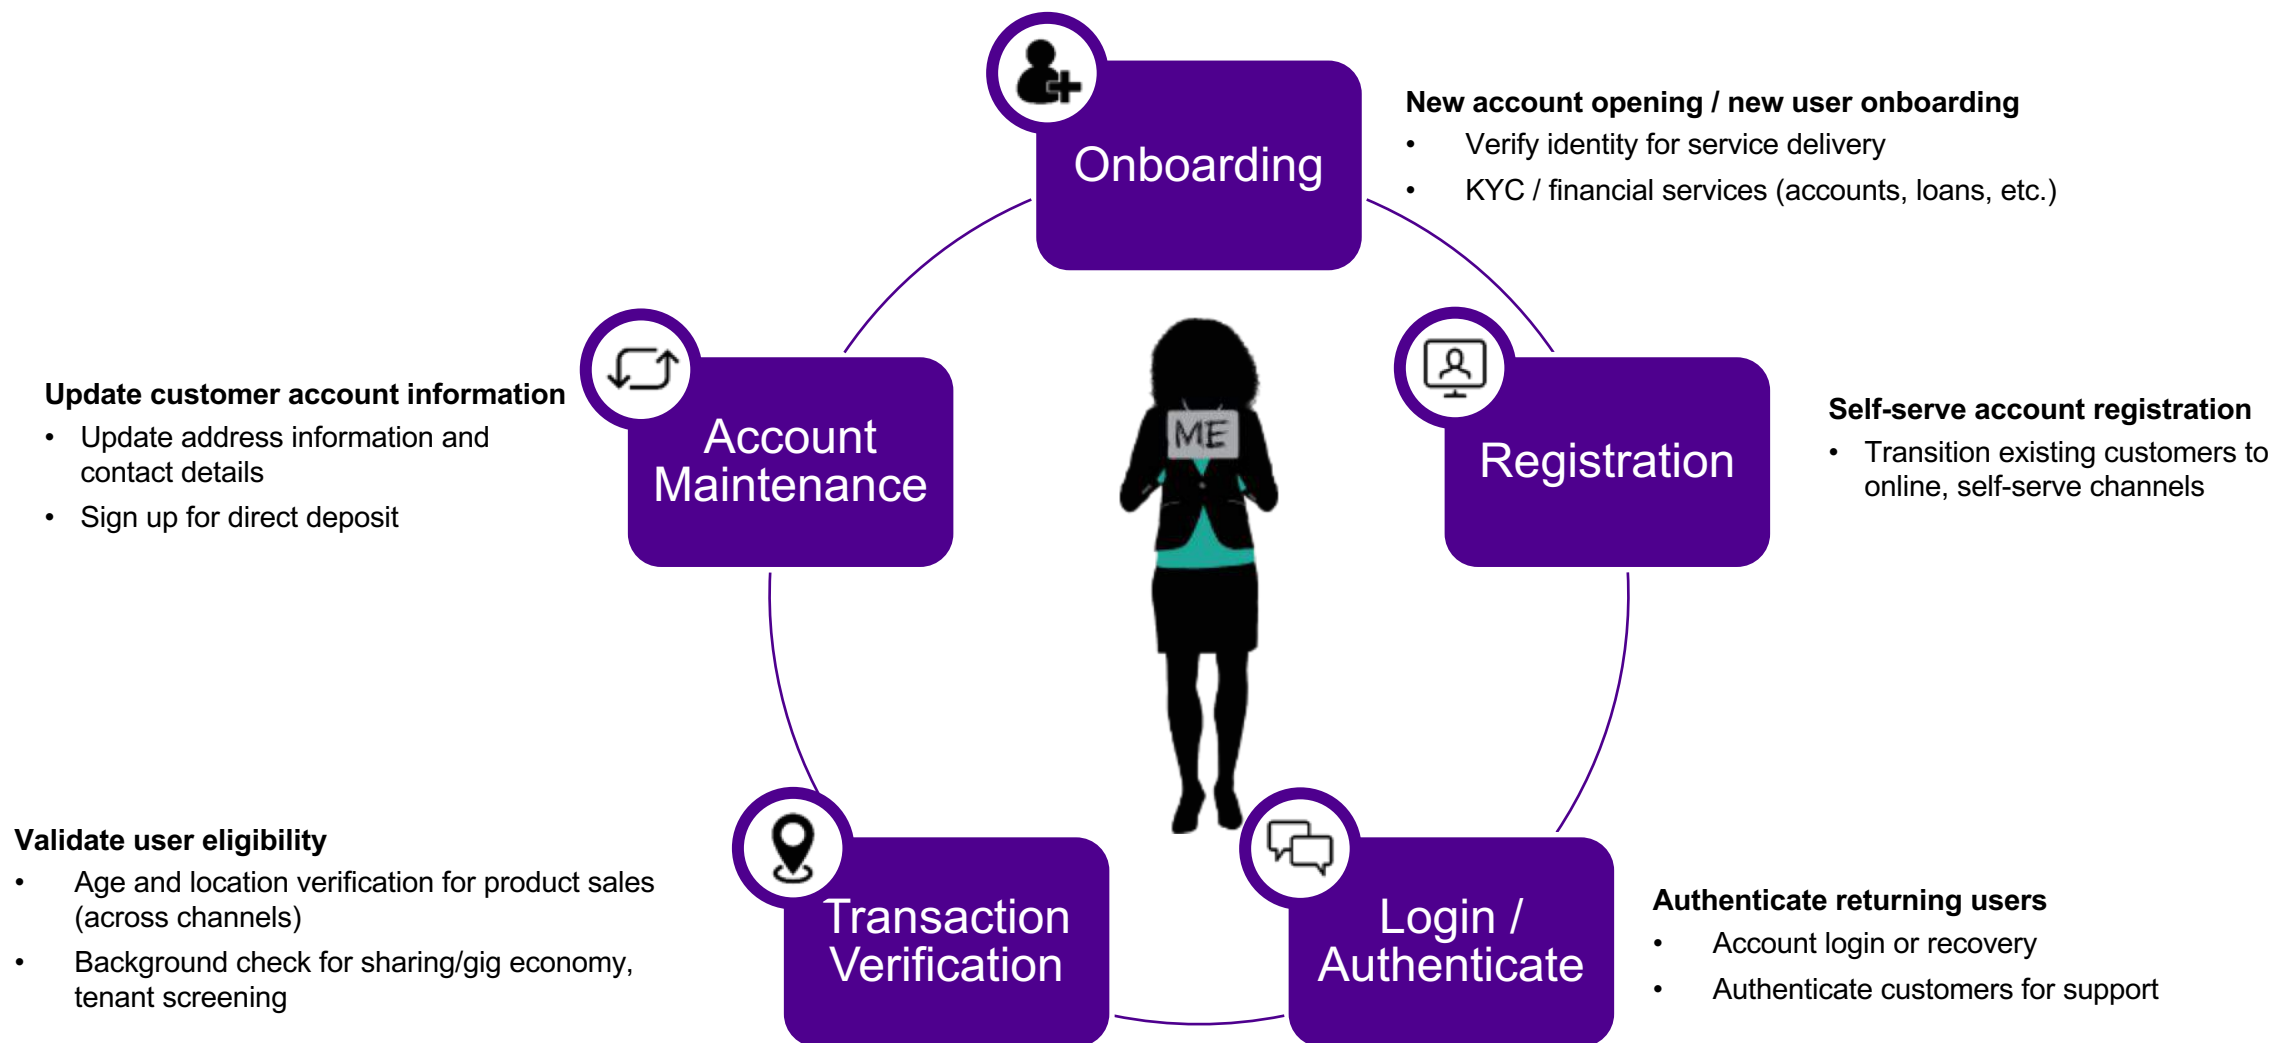 Onboarding
New account opening / new user onboarding
• Verify identity for service delivery
• KYC / financial services (accounts, loans, etc.)
Registration
Self-serve account registration
• Transition existing customers to
online, self-serve channels
Login /
Authenticate
Authenticate returning users
• Account login or recovery
• Authenticate customers for support
Transaction
Verification
Validate user eligibility
• Age and location verification for product sales
(across channels)
• Background check for sharing/gig economy,
tenant screening
Account
Maintenance
Update customer account information
• Update address information and
contact details
• Sign up for direct deposit
ME